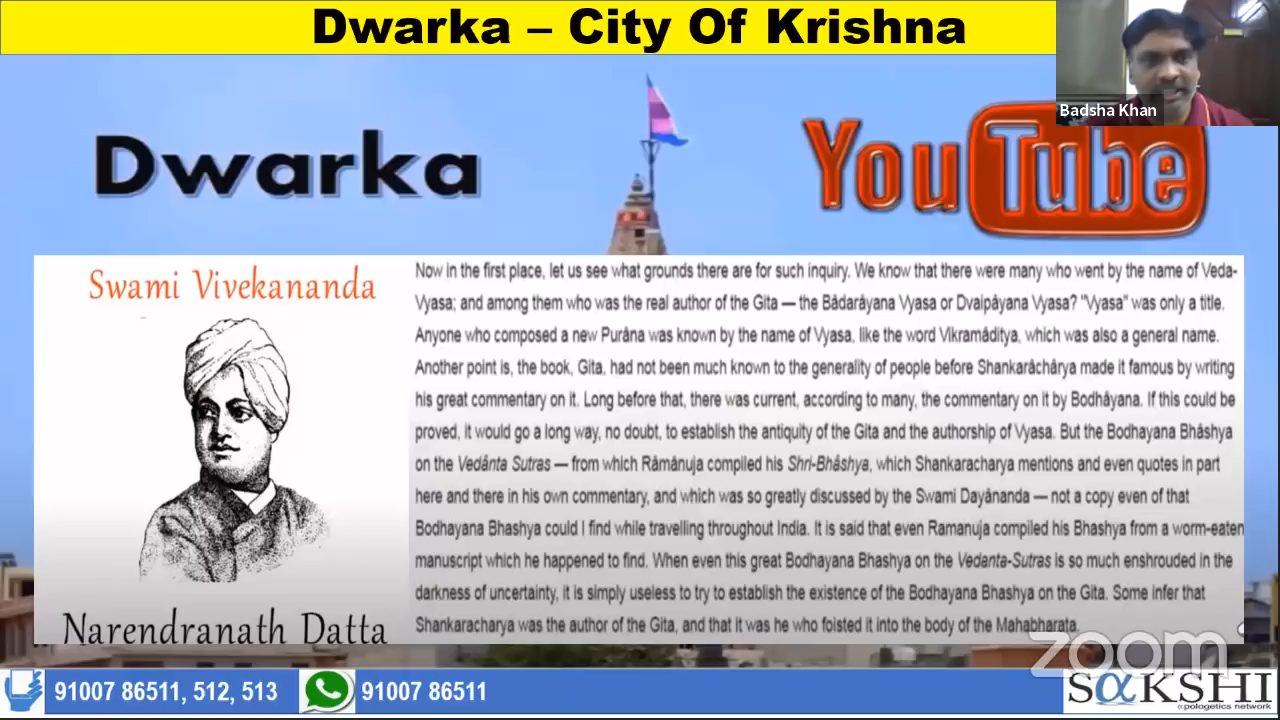 Dwarka – City Of Krishna
Badsha Khan
Dwarka
YouTube
Swami Vivekananda
Now in the first place, let us see what grounds there are for such inquiry. We know that there were many who went by the name of Veda-
Vyasa; and among them who was the real author of the Gita — the Bâdarâyana Vyasa or Dvaipâyana Vyasa? "Vyasa" was only a title.
Anyone who composed a new Purâna was known by the name of Vyasa, like the word Vikramâditya, which was also a general name.
Another point is, the book, Gita, had not been much known to the generality of people before Shankarâchârya made it famous by writing
his great commentary on it. Long before that, there was current, according to many, the commentary on it by Bodhâyana. If this could be
proved, it would go a long way, no doubt, to establish the antiquity of the Gita and the authorship of Vyasa. But the Bodhayana Bhâshya
on the Vedânta Sutras — from which Râmânuja compiled his Shri-Bhâshya, which Shankaracharya mentions and even quotes in part
here and there in his own commentary, and which was so greatly discussed by the Swami Dayânanda — not a copy even of that
Bodhayana Bhashya could I find while travelling throughout India. It is said that even Ramanuja compiled his Bhashya from a worm-eaten
manuscript which he happened to find. When even this great Bodhayana Bhashya on the Vedanta-Sutras is so much enshrouded in the
darkness of uncertainty, it is simply useless to try to establish the existence of the Bodhayana Bhashya on the Gita. Some infer that
Shankaracharya was the author of the Gita, and that it was he who foisted it into the body of the Mahabharata.
Narendranath Datta
zoom
91007 86511, 512, 513
91007 86511
SαKSHI
apologetics network